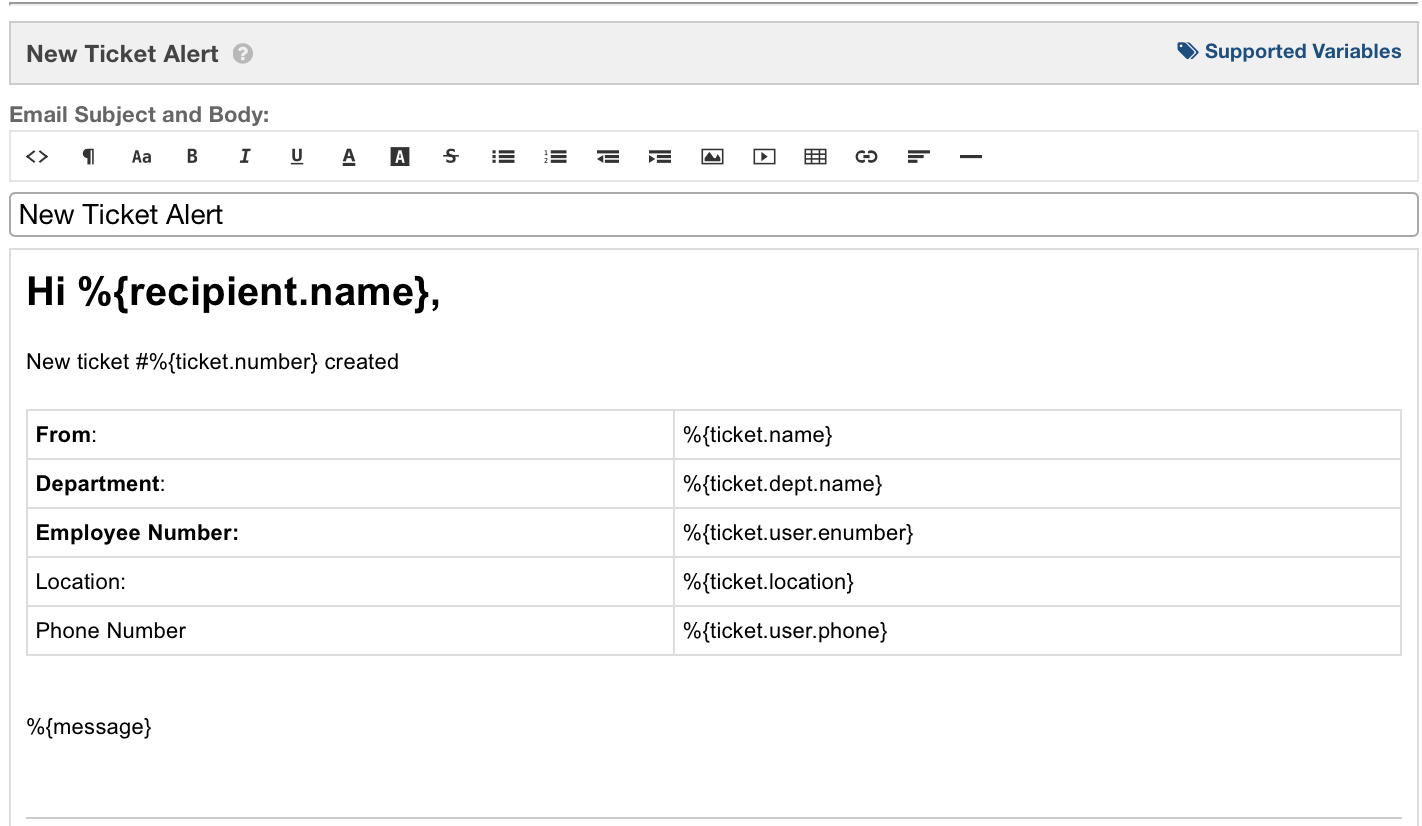 New Ticket Alert ?
Supported Variables
Email Subject and Body:
<> ¶ Aa B I U A A S
New Ticket Alert
Hi %{recipient.name},
New ticket #%{ticket.number} created
From: %{ticket.name}
Department: %{ticket.dept.name}
Employee Number: %{ticket.user.enumber}
Location: %{ticket.location}
Phone Number %{ticket.user.phone}
%{message}